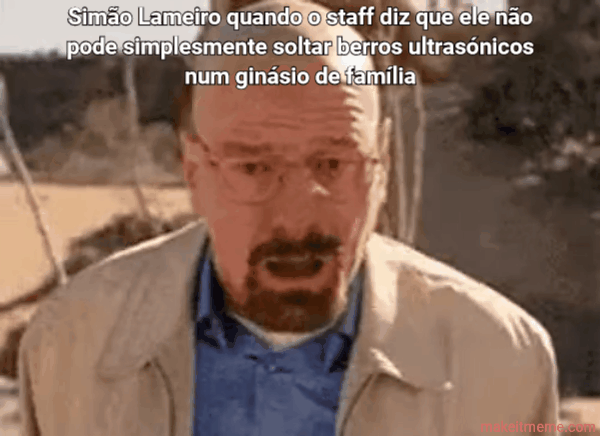 Simão Lameiro quando o staff diz que ele não
pode simplesmente soltar berros ultrasónicos
num ginásio de família